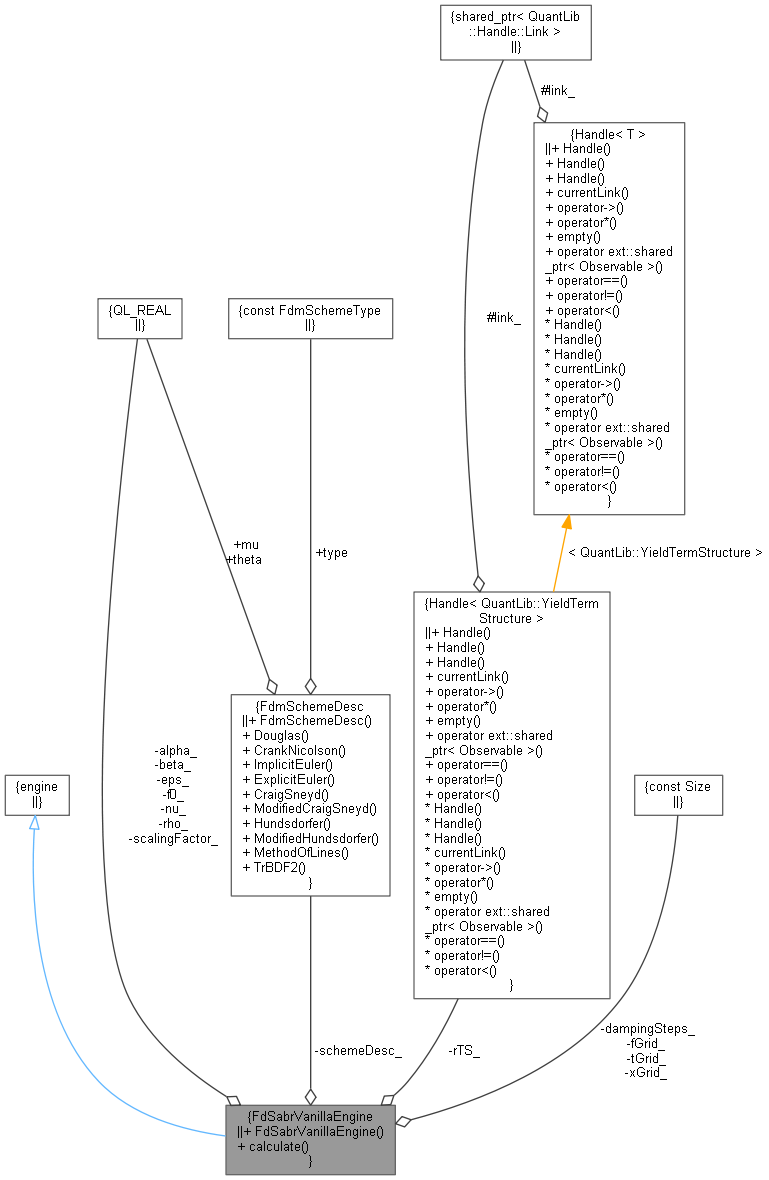 {shared_ptr< QuantLib
::Handle::Link >
||}
#link_
{Handle< T >
||+ Handle()
+ Handle()
+ Handle()
+ currentLink()
+ operator->()
+ operator*()
+ empty()
+ operator ext::shared
_ptr< Observable >()
+ operator==()
+ operator!=()
+ operator<()
* Handle()
* Handle()
* Handle()
* currentLink()
* operator->()
* operator*()
* empty()
* operator ext::shared
_ptr< Observable >()
* operator==()
* operator!=()
* operator<()
}
{QL_REAL
||}
{const FdmSchemeType
||}
#link_
+mu
+theta
+type
< QuantLib::YieldTermStructure >
{Handle< QuantLib::YieldTerm
Structure >
||+ Handle()
+ Handle()
+ Handle()
+ currentLink()
+ operator->()
+ operator*()
+ empty()
+ operator ext::shared
_ptr< Observable >()
+ operator==()
+ operator!=()
+ operator<()
* Handle()
* Handle()
* Handle()
* currentLink()
* operator->()
* operator*()
* empty()
* operator ext::shared
_ptr< Observable >()
* operator==()
* operator!=()
* operator<()
}
{FdmSchemeDesc
||+ FdmSchemeDesc()
+ Douglas()
+ CrankNicolson()
+ ImplicitEuler()
+ ExplicitEuler()
+ CraigSneyd()
+ ModifiedCraigSneyd()
+ Hundsdorfer()
+ ModifiedHundsdorfer()
+ MethodOfLines()
+ TrBDF2()
}
-alpha_
-beta_
-eps_
-f0_
-nu_
-rho_
-scalingFactor_
{engine
||}
{const Size
||}
-schemeDesc_
-rTS_
-dampingSteps_
-fGrid_
-tGrid_
-xGrid_
{FdSabrVanillaEngine
||+ FdSabrVanillaEngine()
+ calculate()
}